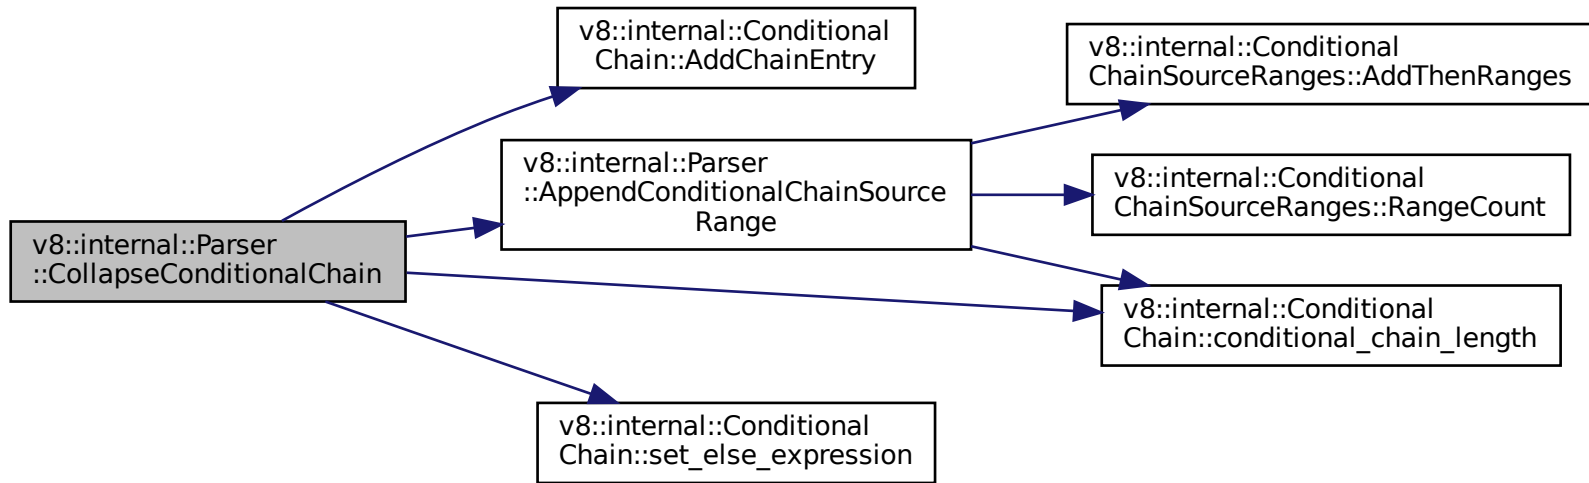 v8::internal::Conditional
Chain::AddChainEntry
v8::internal::Conditional
ChainSourceRanges::AddThenRanges
v8::internal::Parser
::AppendConditionalChainSource
Range
v8::internal::Conditional
ChainSourceRanges::RangeCount
v8::internal::Parser
::CollapseConditionalChain
v8::internal::Conditional
Chain::conditional_chain_length
v8::internal::Conditional
Chain::set_else_expression